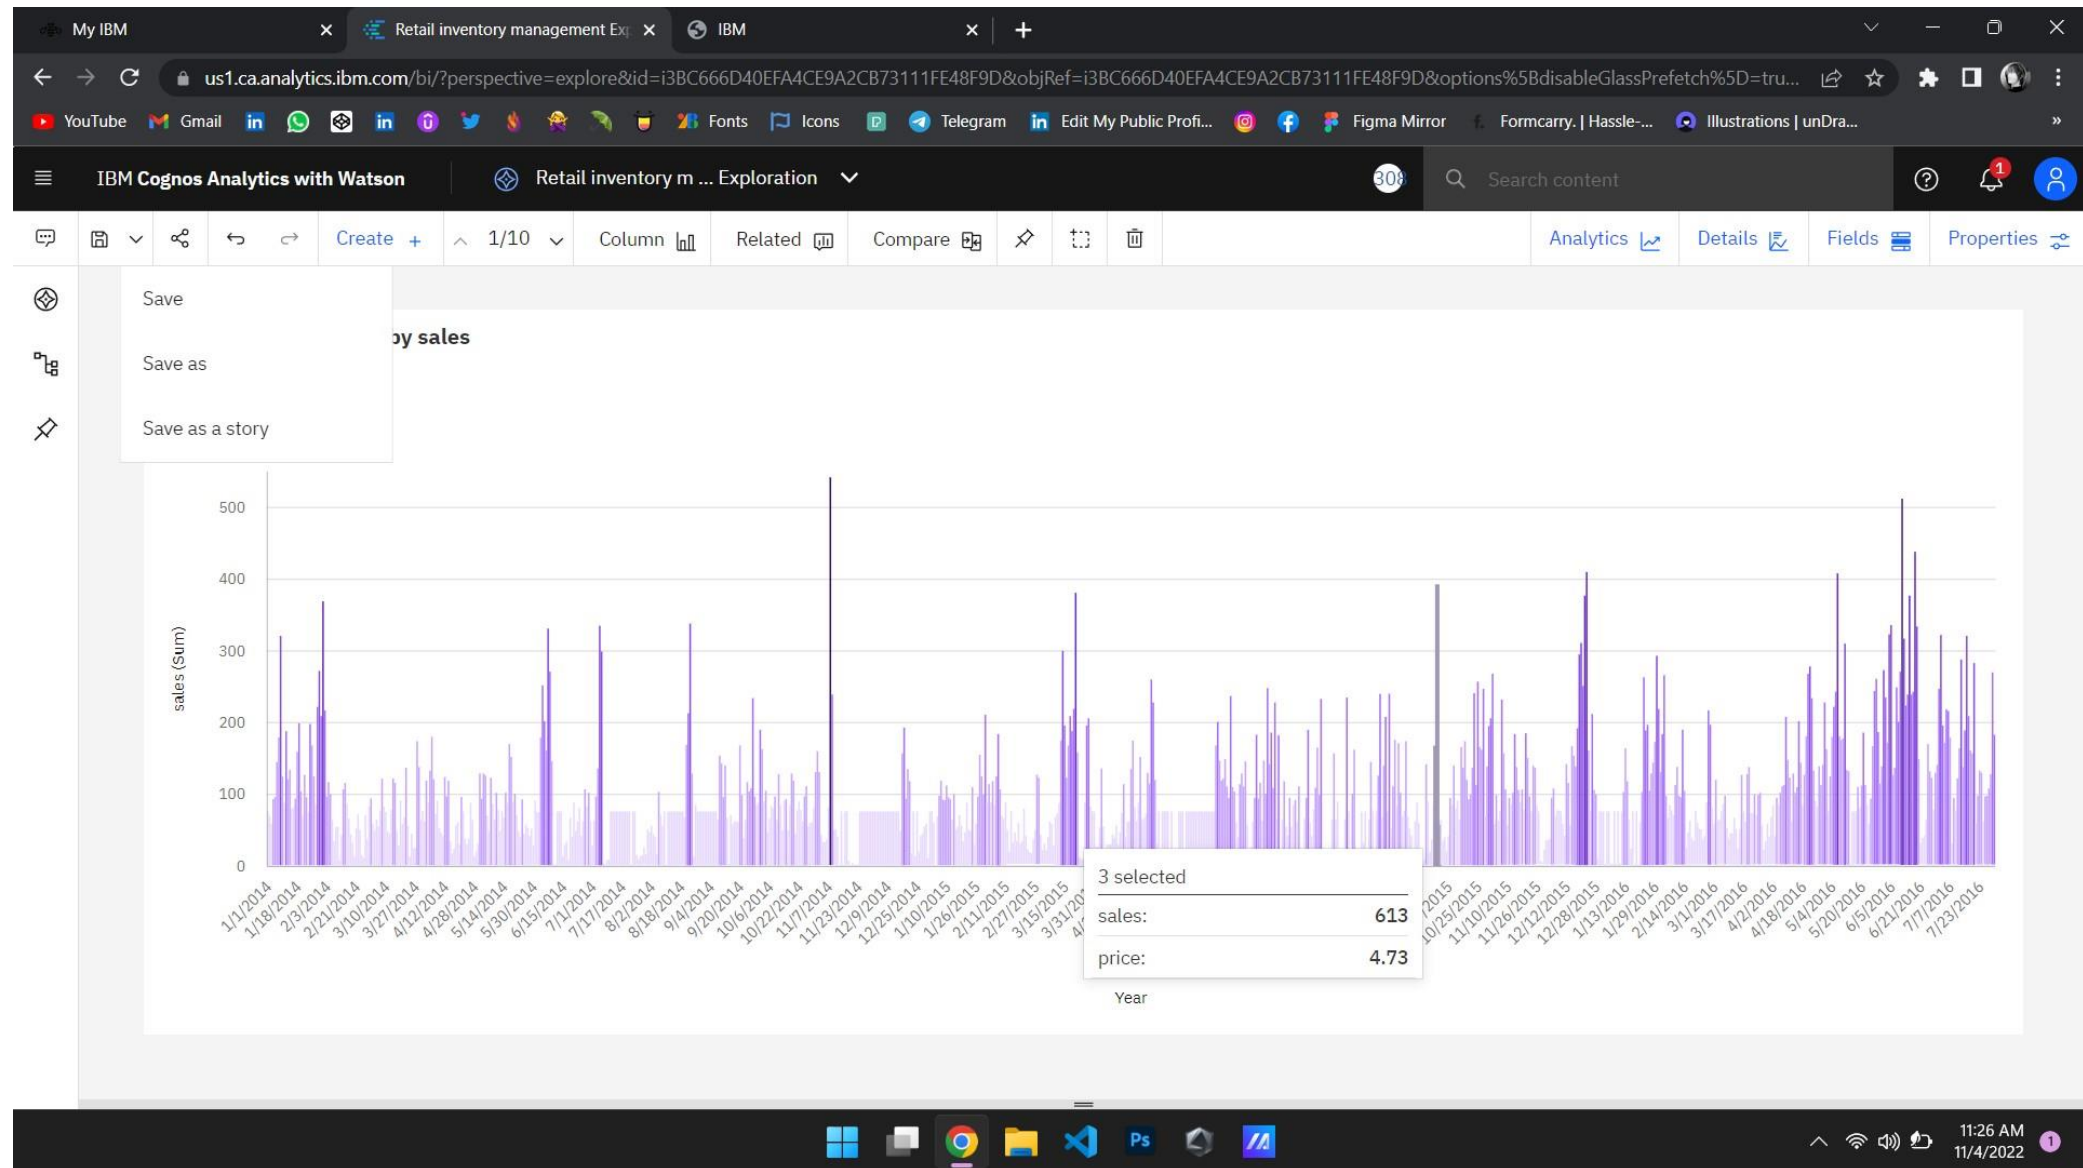 My IBM
Retail inventory management Exp
IBM
us1.ca.analytics.ibm.com/bi/?perspective=explore&id=i3BC666D40EFA4CE9A2CB73111FE48F9D&objRef=i3BC666D40EFA4CE9A2CB73111FE48F9D&options%5BdisableGlassPrefetch%5D=tru...
YouTube Gmail Fonts Icons Telegram Edit My Public Profi... Figma Mirror Formcarry. | Hassle-... Illustrations | unDra... »
IBM Cognos Analytics with Watson Retail inventory m ... Exploration 308 Search content 1
Create + 1/10 Column Related Compare Analytics Details Fields Properties
Save
Save as
Save as a story
by sales
500
400
300
200
100
0
sales (Sum)
1/1/2014 1/18/2014 2/3/2014 2/21/2014 3/10/2014 3/27/2014 4/12/2014 4/28/2014 5/14/2014 5/30/2014 6/15/2014 7/1/2014 7/17/2014 8/2/2014 8/18/2014 9/4/2014 9/20/2014 10/6/2014 10/22/2014 11/7/2014 11/23/2014 12/9/2014 12/25/2014 1/10/2015 1/26/2015 2/11/2015 2/27/2015 3/15/2015 10/25/2015 11/10/2015 11/26/2015 12/12/2015 12/28/2015 1/13/2016 1/29/2016 2/14/2016 3/1/2016 3/17/2016 4/2/2016 4/18/2016 5/4/2016 5/20/2016 6/5/2016 6/21/2016 7/7/2016 7/23/2016
3 selected
sales: 613
price: 4.73
Year
Ps
11:26 AM
11/4/2022
1